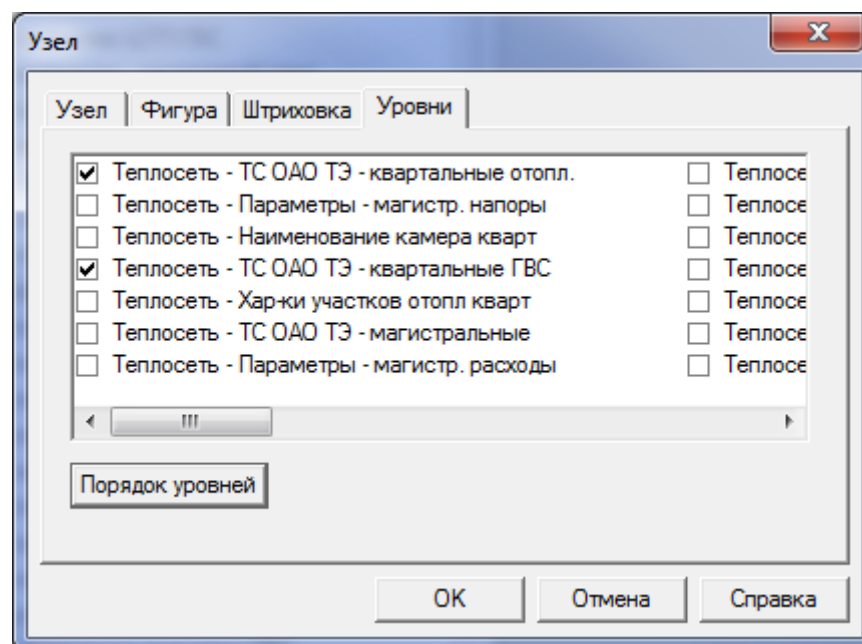 Узел
Узел Фигура Штриховка Уровни
Теплосеть - ТС ОАО ТЭ - квартальные отопл. Теплосе
Теплосеть - Параметры - магистр. напоры Теплосе
Теплосеть - Наименование камера кварт Теплосе
Теплосеть - ТС ОАО ТЭ - квартальные ГВС Теплосе
Теплосеть - Хар-ки участков отопл кварт Теплосе
Теплосеть - ТС ОАО ТЭ - магистральные Теплосе
Теплосеть - Параметры - магистр. расходы Теплосе
Порядок уровней
OK Отмена Справка